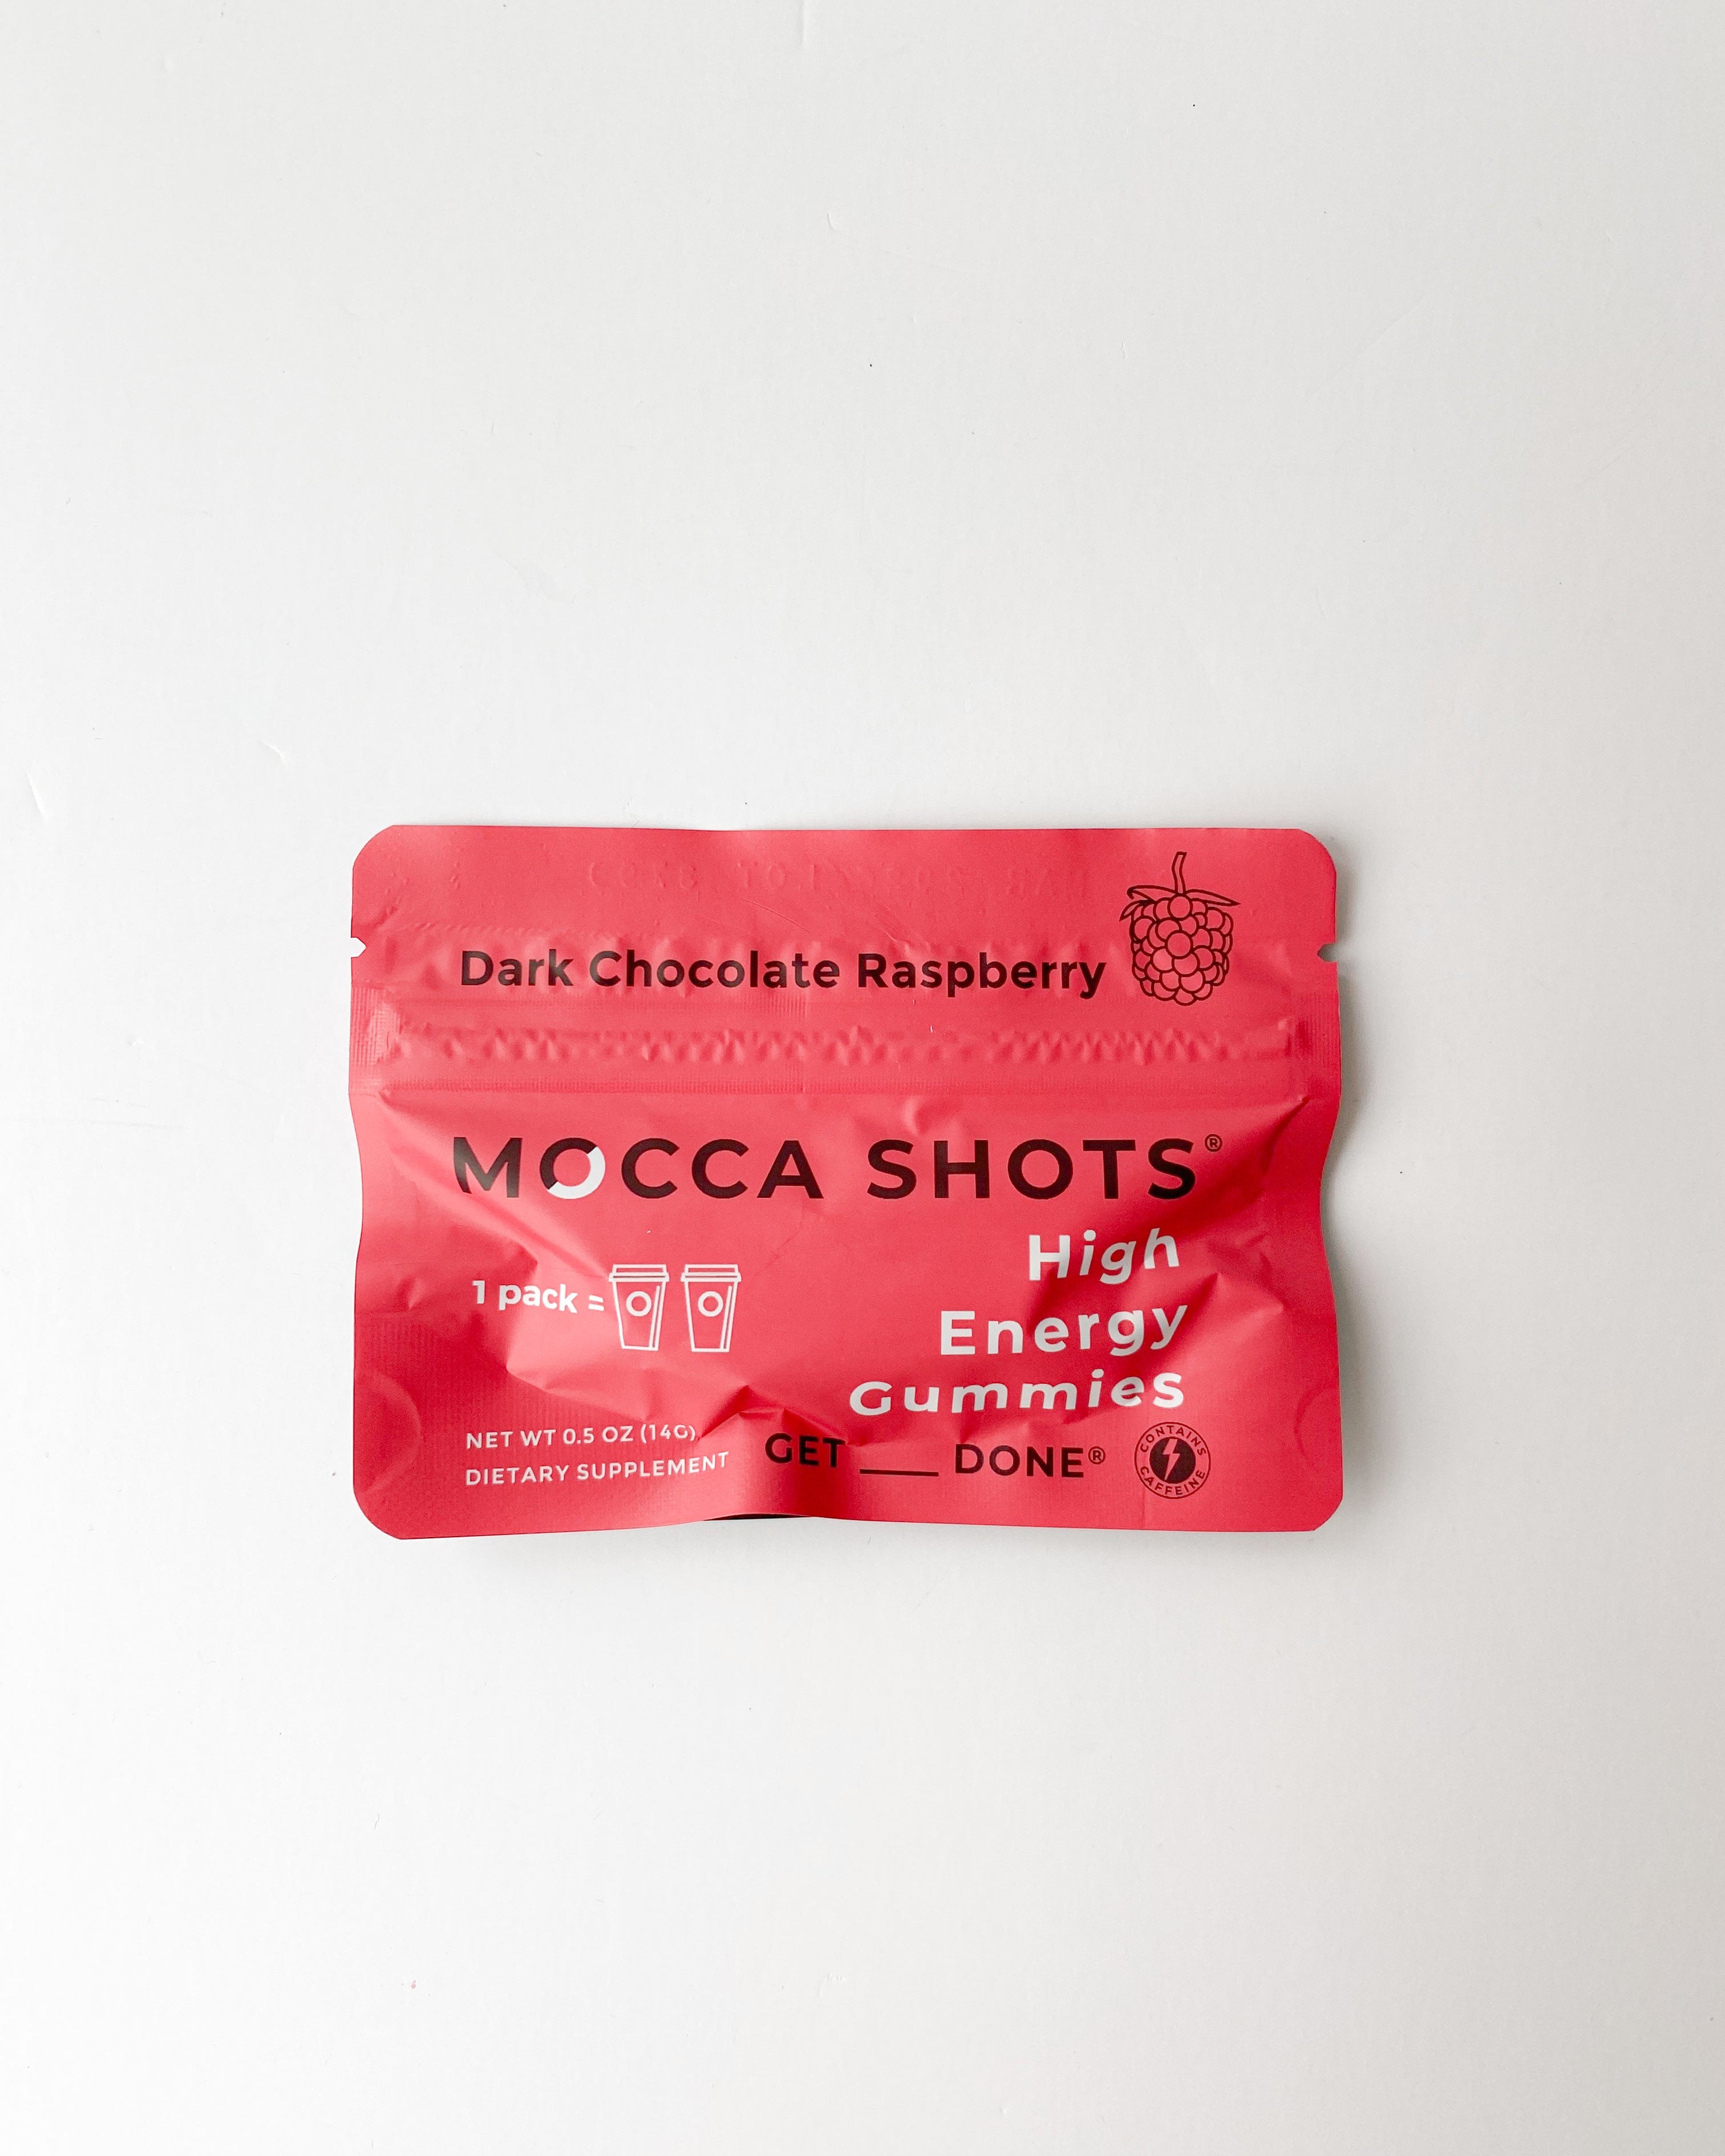 Dark Chocolate Raspberry
MOCCA SHOTS®
High
Energy
Gummies
1 pack =
NET WT 0.5 OZ (14G)
DIETARY SUPPLEMENT
GET ____ DONE®
CONTAINS CAFFEINE